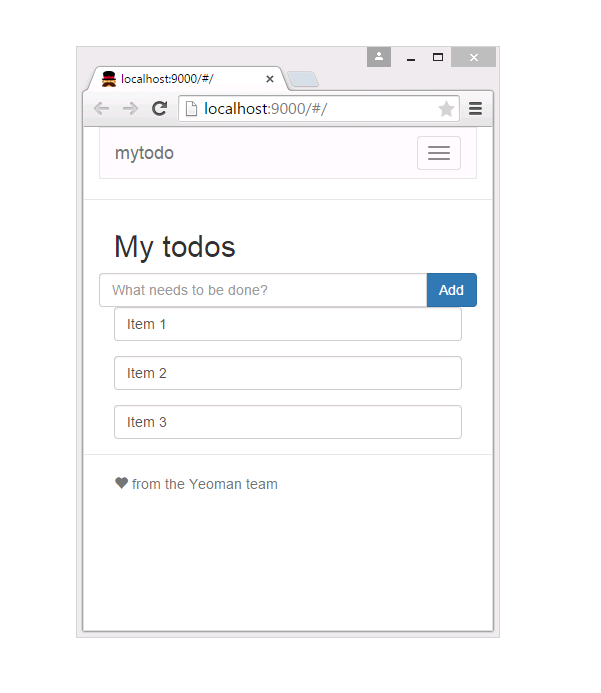 localhost:9000/#/
localhost:9000/#/
mytodo
My todos
What needs to be done?
Add
Item 1
Item 2
Item 3
from the Yeoman team